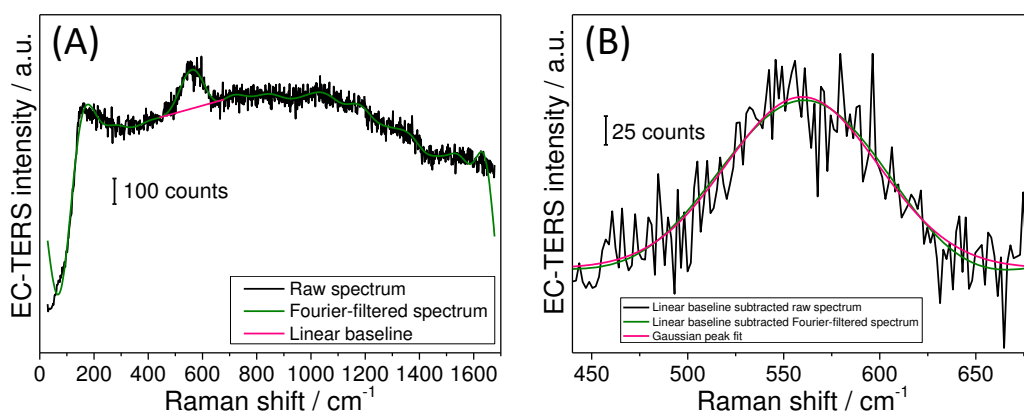 (A)
EC-TERS intensity / a.u.
100 counts
Raw spectrum
Fourier-filtered spectrum
Linear baseline
0 200 400 600 800 1000 1200 1400 1600
Raman shift / cm⁻¹
(B)
EC-TERS intensity / a.u.
25 counts
Linear baseline subtracted raw spectrum
Linear baseline subtracted Fourier-filtered spectrum
Gaussian peak fit
450 500 550 600 650
Raman shift / cm⁻¹